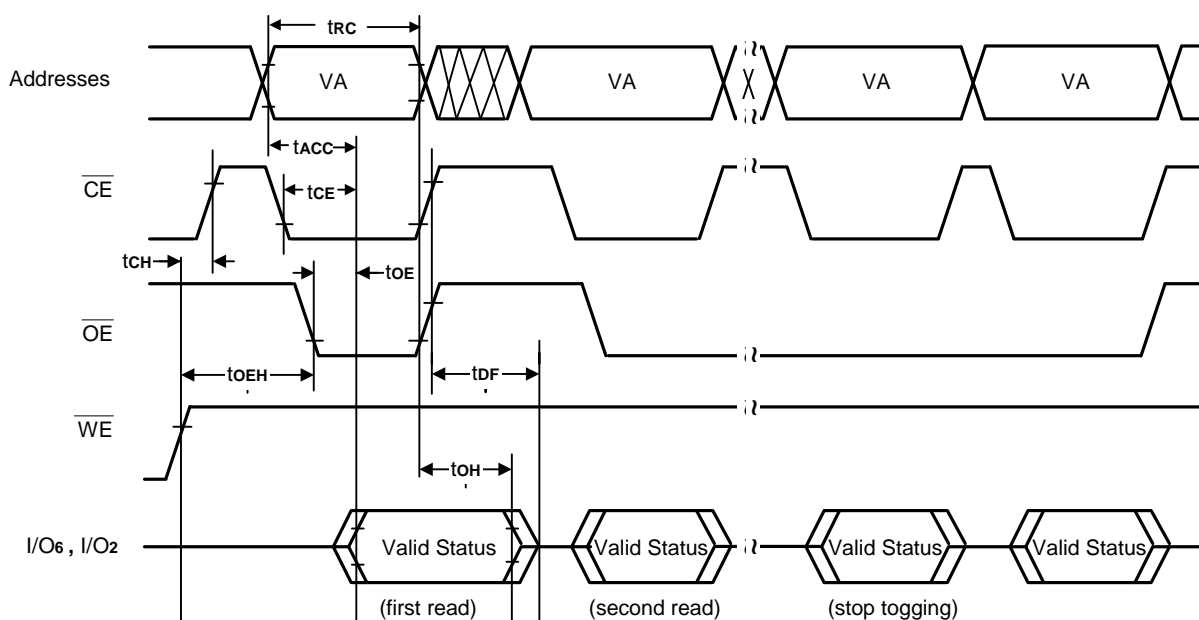 tRC
Addresses VA VA VA VA
tACC
CE tCE
tCH tOE
OE
tOEH tDF
WE
tOH
I/O6 , I/O2 Valid Status Valid Status Valid Status Valid Status
(first read) (second read) (stop togging)